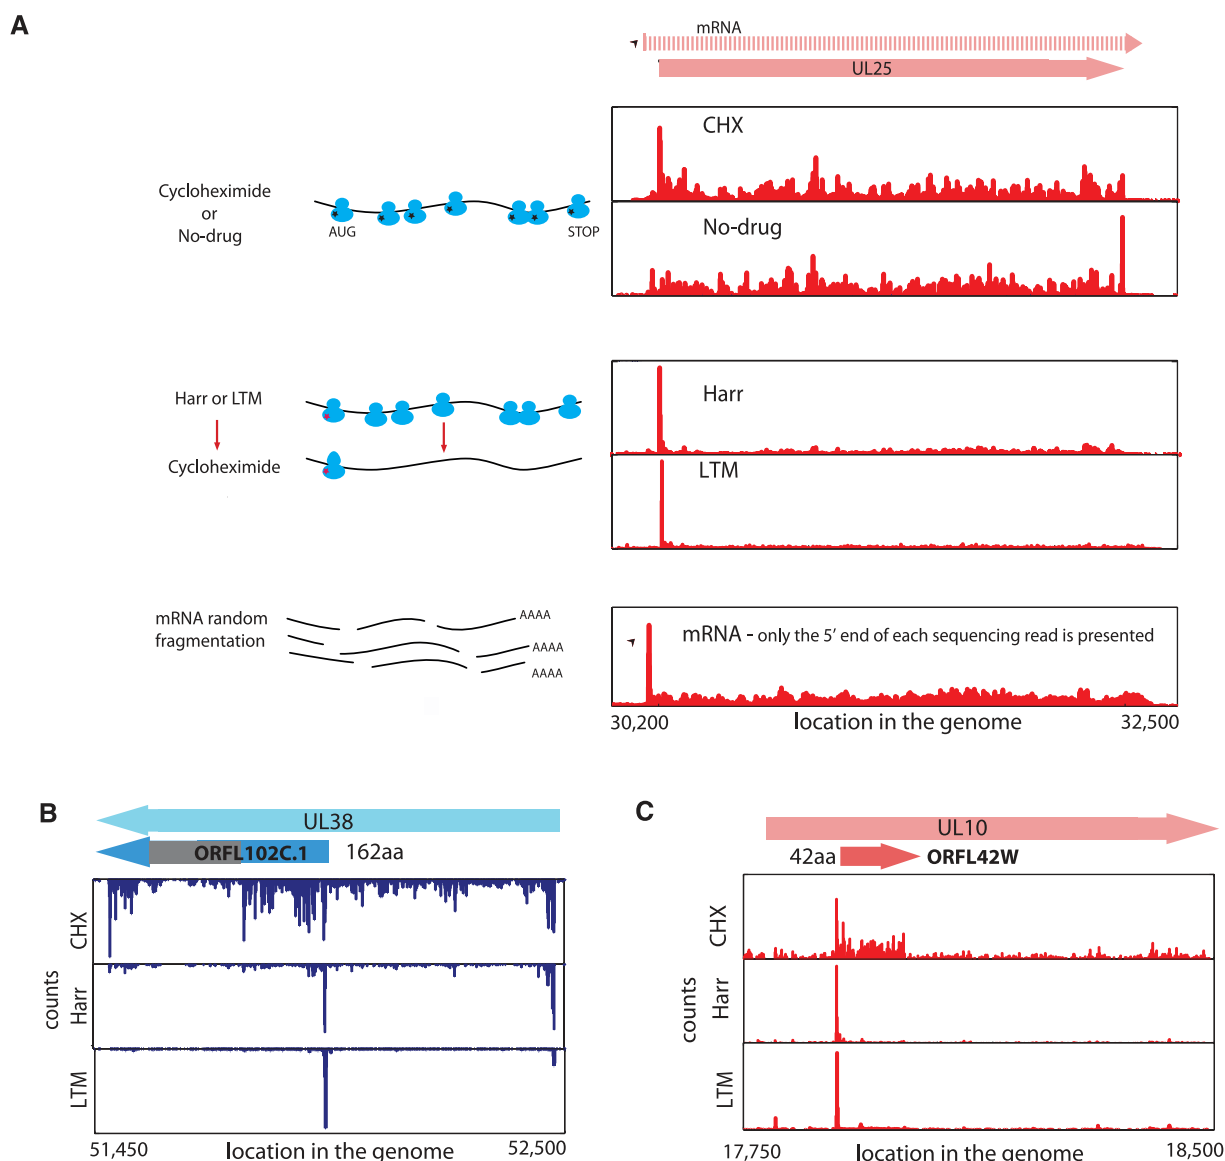 A
mRNA
UL25
CHX
Cycloheximide
or
No-drug
AUG
STOP
No-drug
Harr or LTM
Cycloheximide
Harr
LTM
mRNA random
fragmentation
AAAA
AAAA
AAAA
mRNA - only the 5' end of each sequencing read is presented
30,200
location in the genome
32,500
B
UL38
ORFL102C.1
162aa
CHX
Harr
LTM
counts
51,450
location in the genome
52,500
C
UL10
42aa
ORFL42W
CHX
Harr
LTM
counts
17,750
location in the genome
18,500